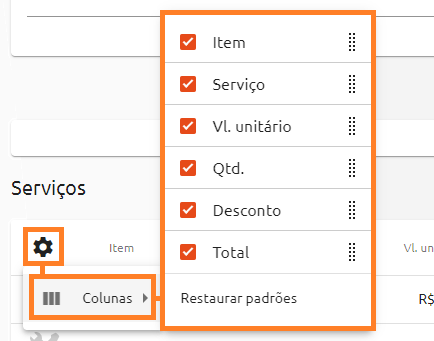 Item
Serviço
Vl. unitário
Qtd.
Desconto
Total
Restaurar padrões
Serviços
Item
Vl. un
Colunas
R$